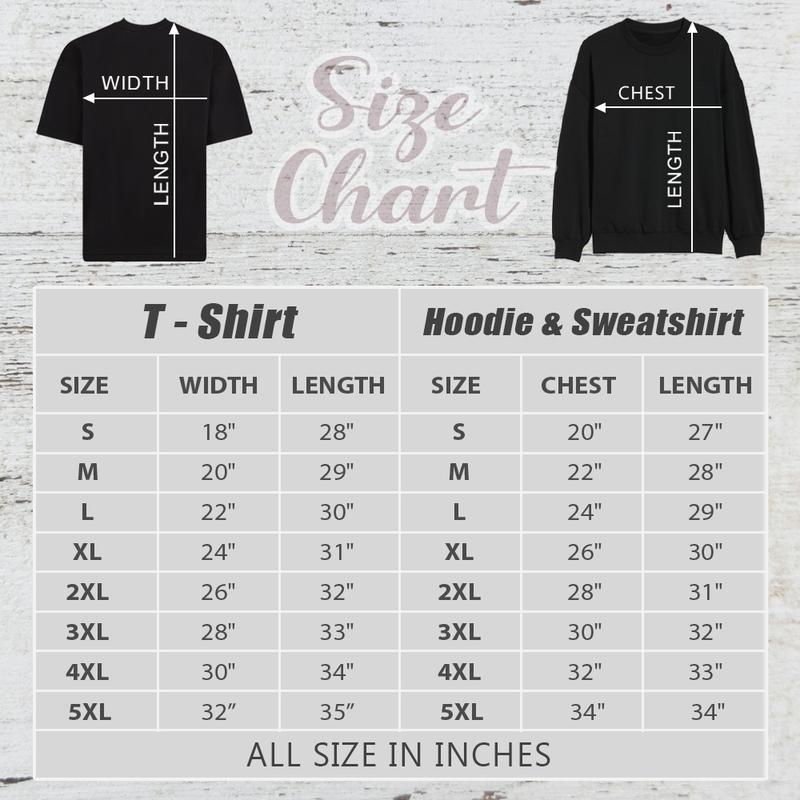 Size
Chart
WIDTH
LENGTH
CHEST
LENGTH
T - Shirt Hoodie & Sweatshirt
SIZE WIDTH LENGTH SIZE CHEST LENGTH
S 18" 28" S 20" 27"
M 20" 29" M 22" 28"
L 22" 30" L 24" 29"
XL 24" 31" XL 26" 30"
2XL 26" 32" 2XL 28" 31"
3XL 28" 33" 3XL 30" 32"
4XL 30" 34" 4XL 32" 33"
5XL 32” 35” 5XL 34" 34"
ALL SIZE IN INCHES